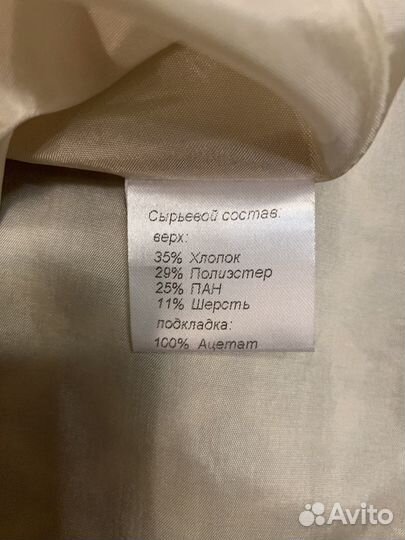 Сырьевой состав:
верх:
35% Хлопок
29% Полиэстер
25% ПАН
11% Шерсть
подкладка:
100% Ацетат
Avito